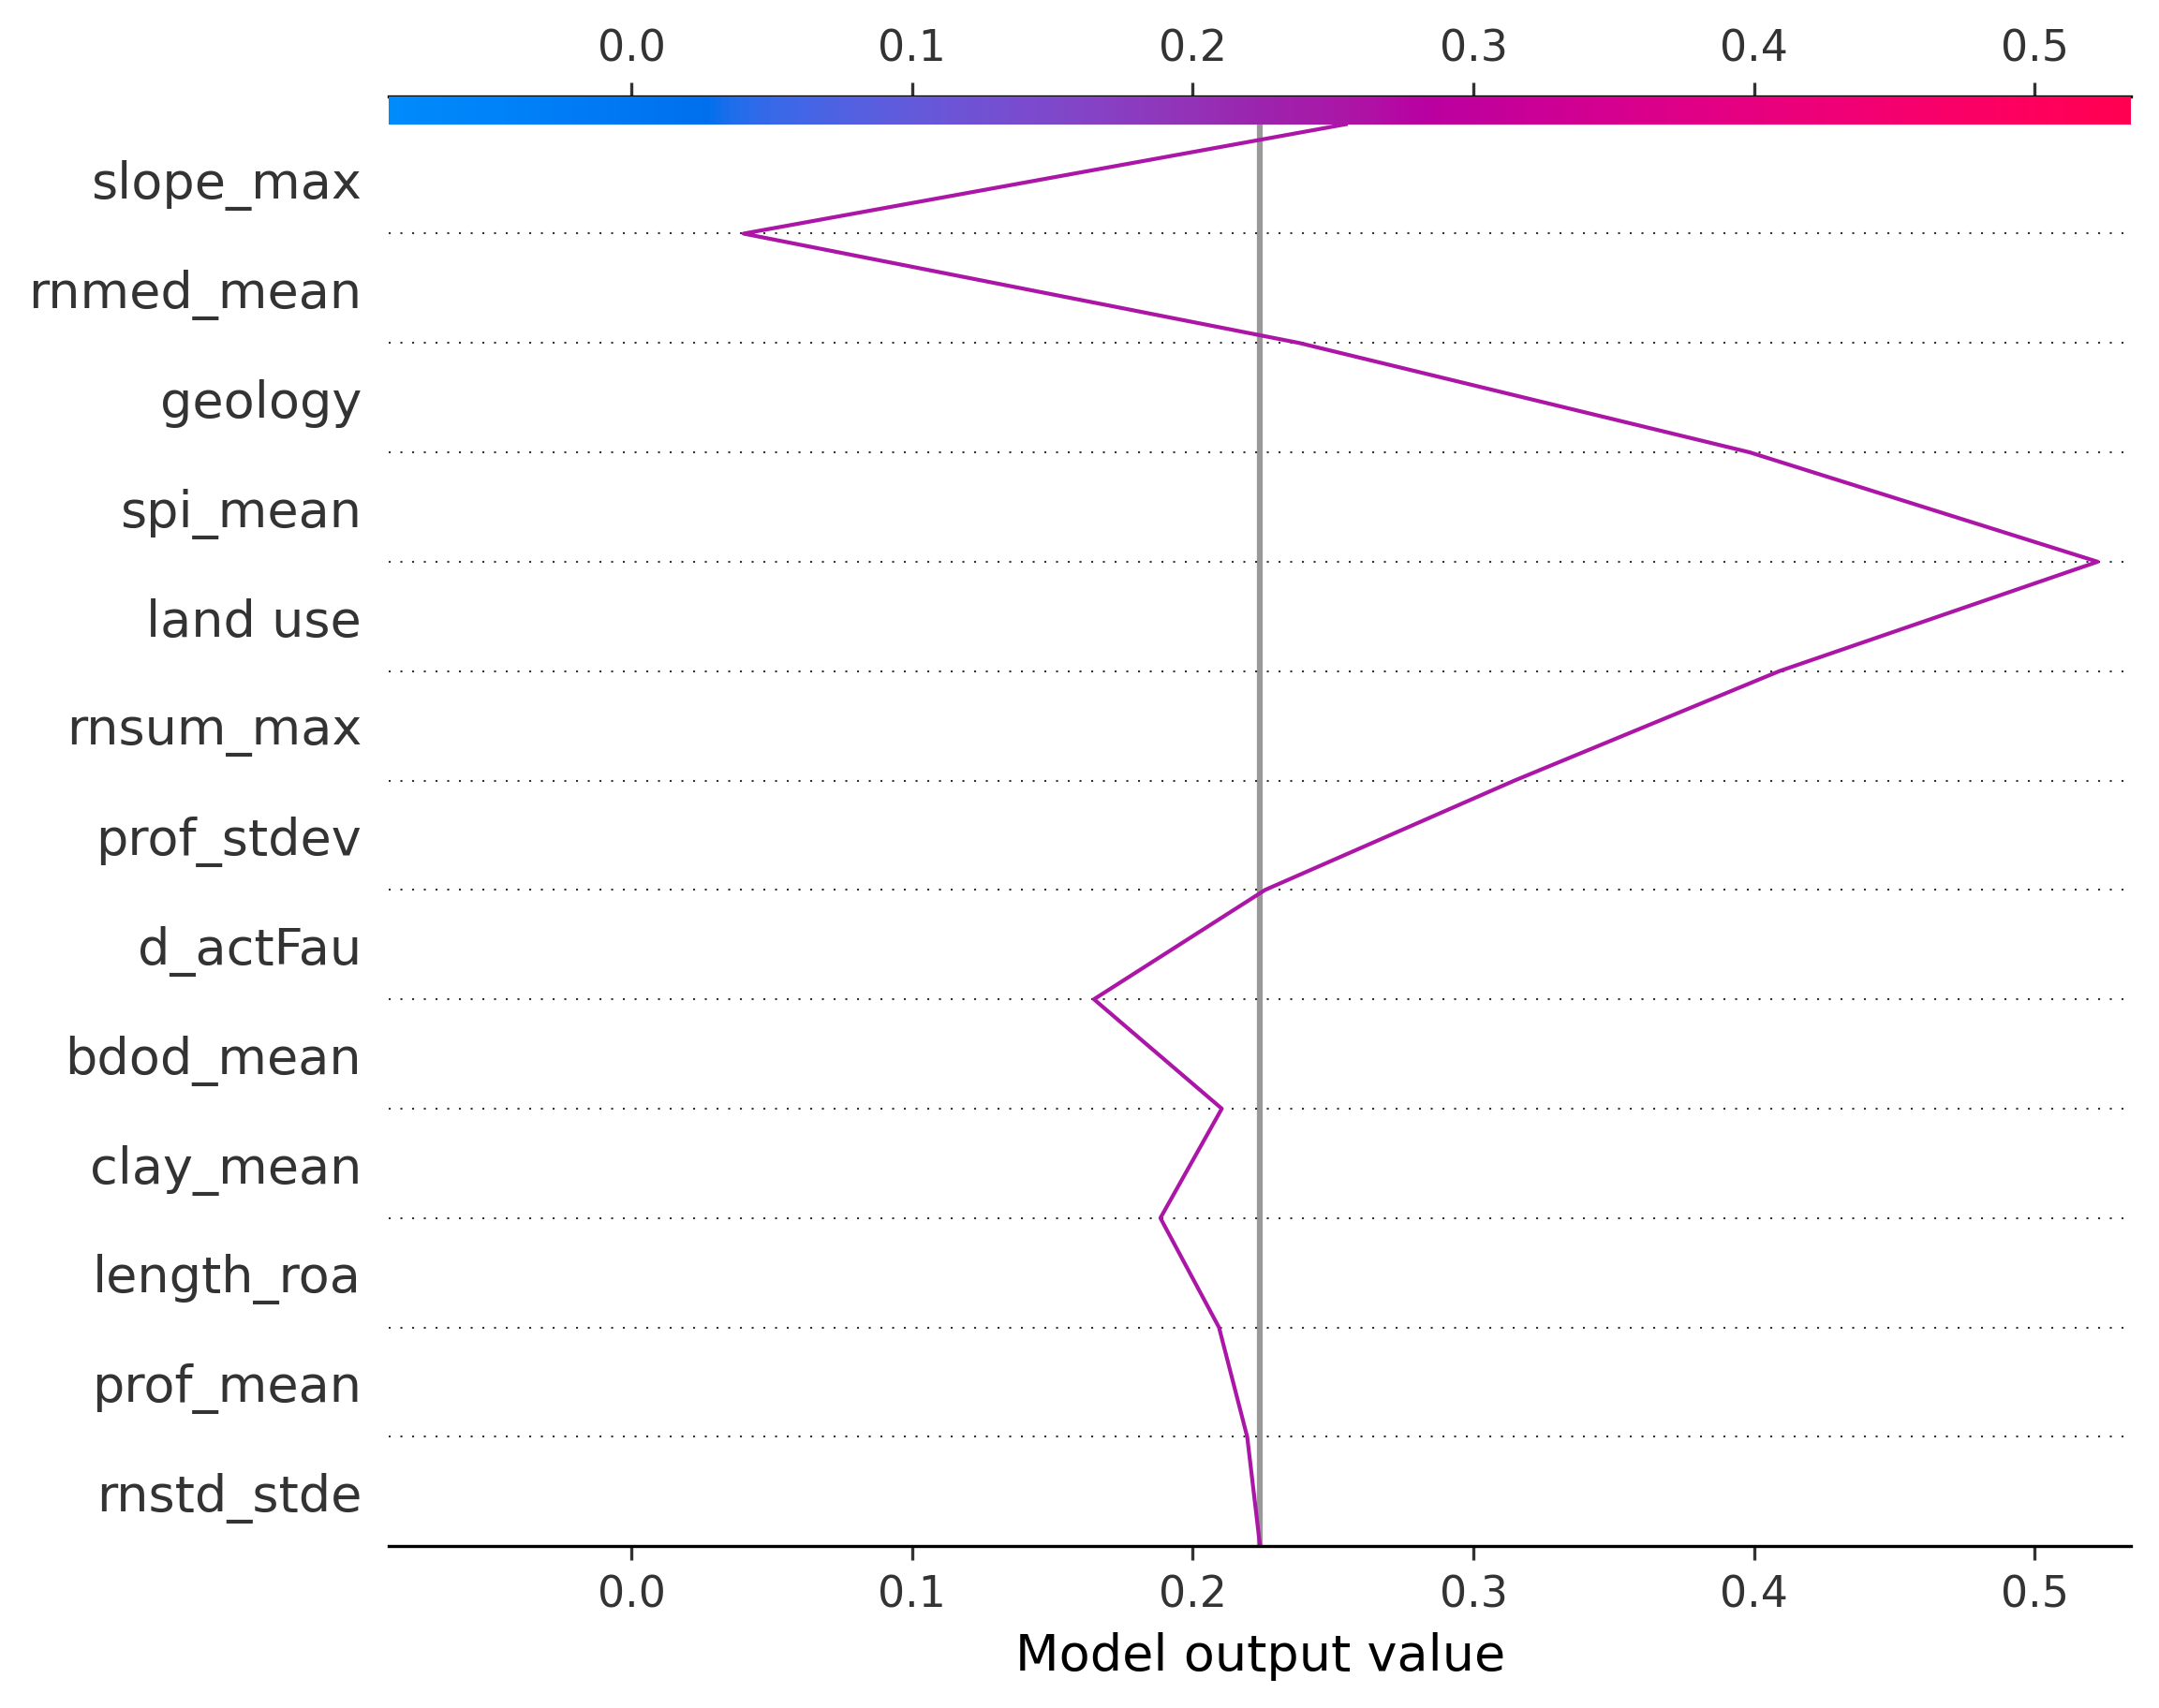 0.0 0.1 0.2 0.3 0.4 0.5
slope_max
rnmed_mean
geology
spi_mean
land use
rnsum_max
prof_stdev
d_actFau
bdod_mean
clay_mean
length_roa
prof_mean
rnstd_stde
0.0 0.1 0.2 0.3 0.4 0.5
Model output value